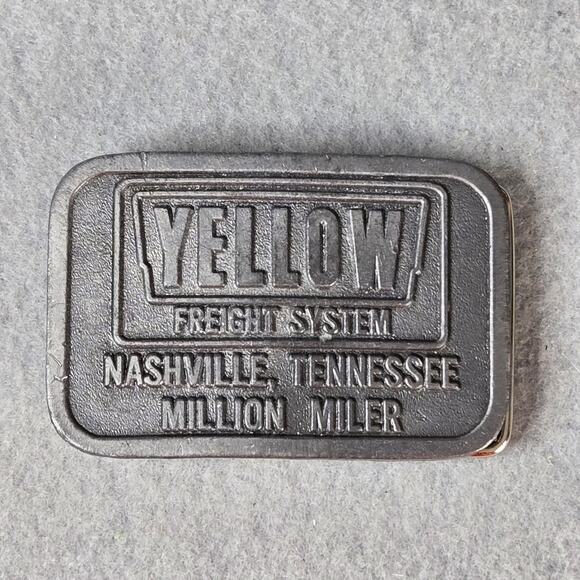 YELLOW
FREIGHT SYSTEM
NASHVILLE, TENNESSEE
MILLION MILER